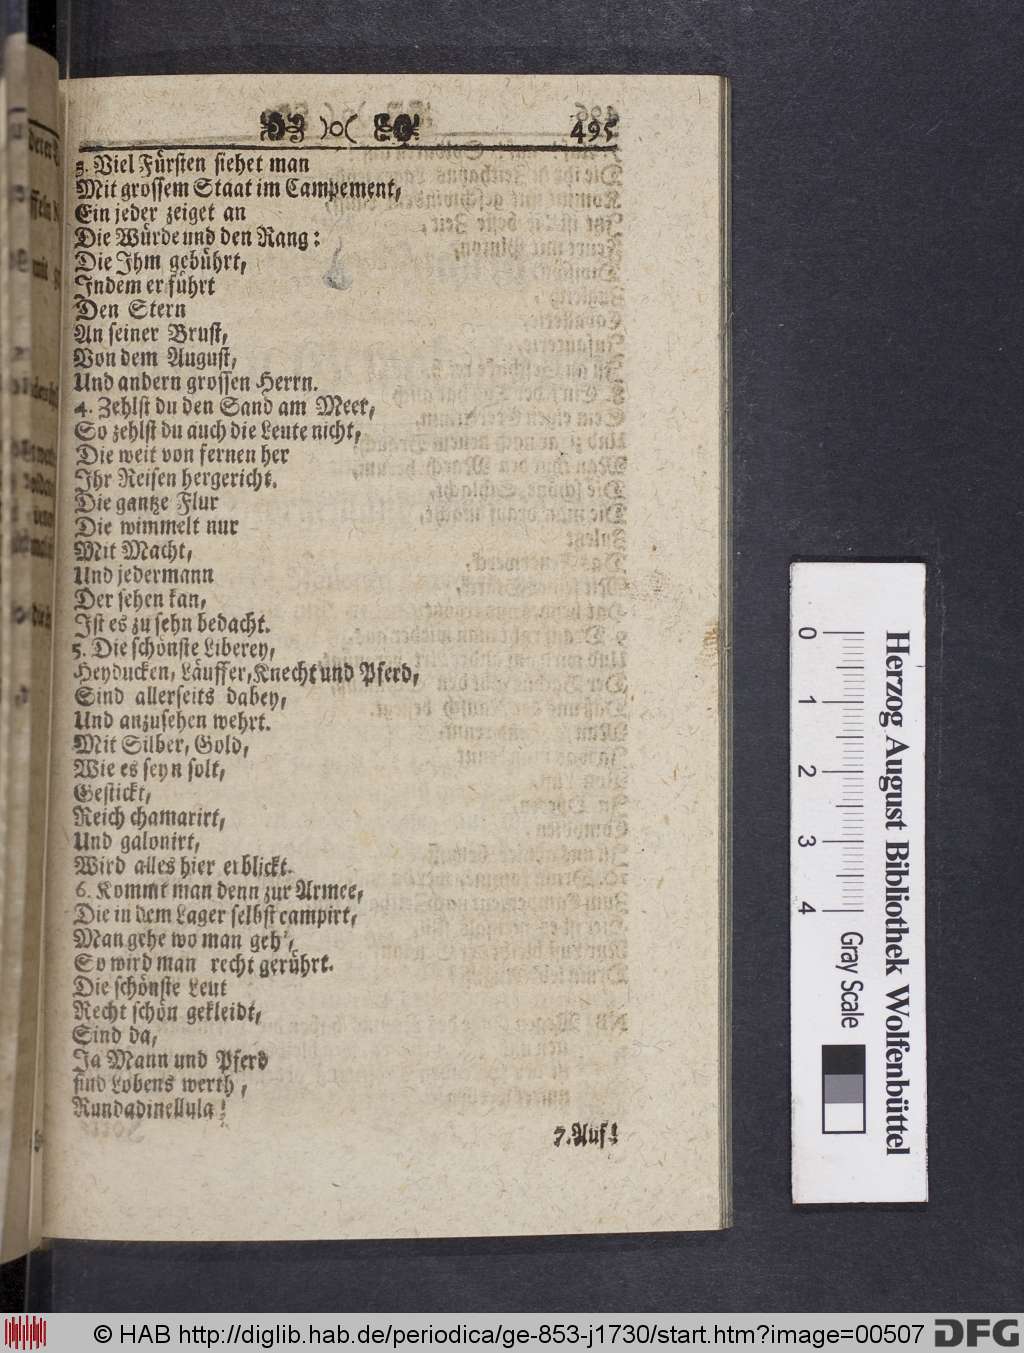 495
3. Viel Fürsten siehet man
Mit grossem Staat im Campement,
Ein jeder zeiget an
Die Würde und den Rang:
Die Ihm gebührt,
Indem er führt
Den Stern
An seiner Brust,
Von dem August,
Und andern grossen Herrn.
4. Zehlst du den Sand am Meer,
So zehlst du auch die Leute nicht,
Die weit von fernen her
Ihr Reisen hergericht.
Die gantze Flur
Die wimmelt nur
Mit Macht,
Und jedermann
Der sehen kan,
Ist es zu sehn bedacht.
5. Die schönste Liberey,
Heyducken, Läuffer, Knecht und Pferd,
Sind allerseits dabey,
Und anzusehen wehrt.
Mit Silber, Gold,
Wie es seyn solt,
Gestickt,
Reich chamarirt,
Und galonirt,
Wird alles hier erblickt.
6. Kommt man denn zur Armee,
Die in dem Lager selbst campirt,
Man gehe wo man geh',
So wird man recht gerührt.
Die schönste Leut
Recht schön gekleidt,
Sind da,
Ja Mann und Pferd
sind Lobens werth,
Rundadinellula!
7. Auf!
Herzog August Bibliothek Wolfenbüttel
0 1 2 3 4
Gray Scale
© HAB http://diglib.hab.de/periodica/ge-853-j1730/start.htm?image=00507
DFG